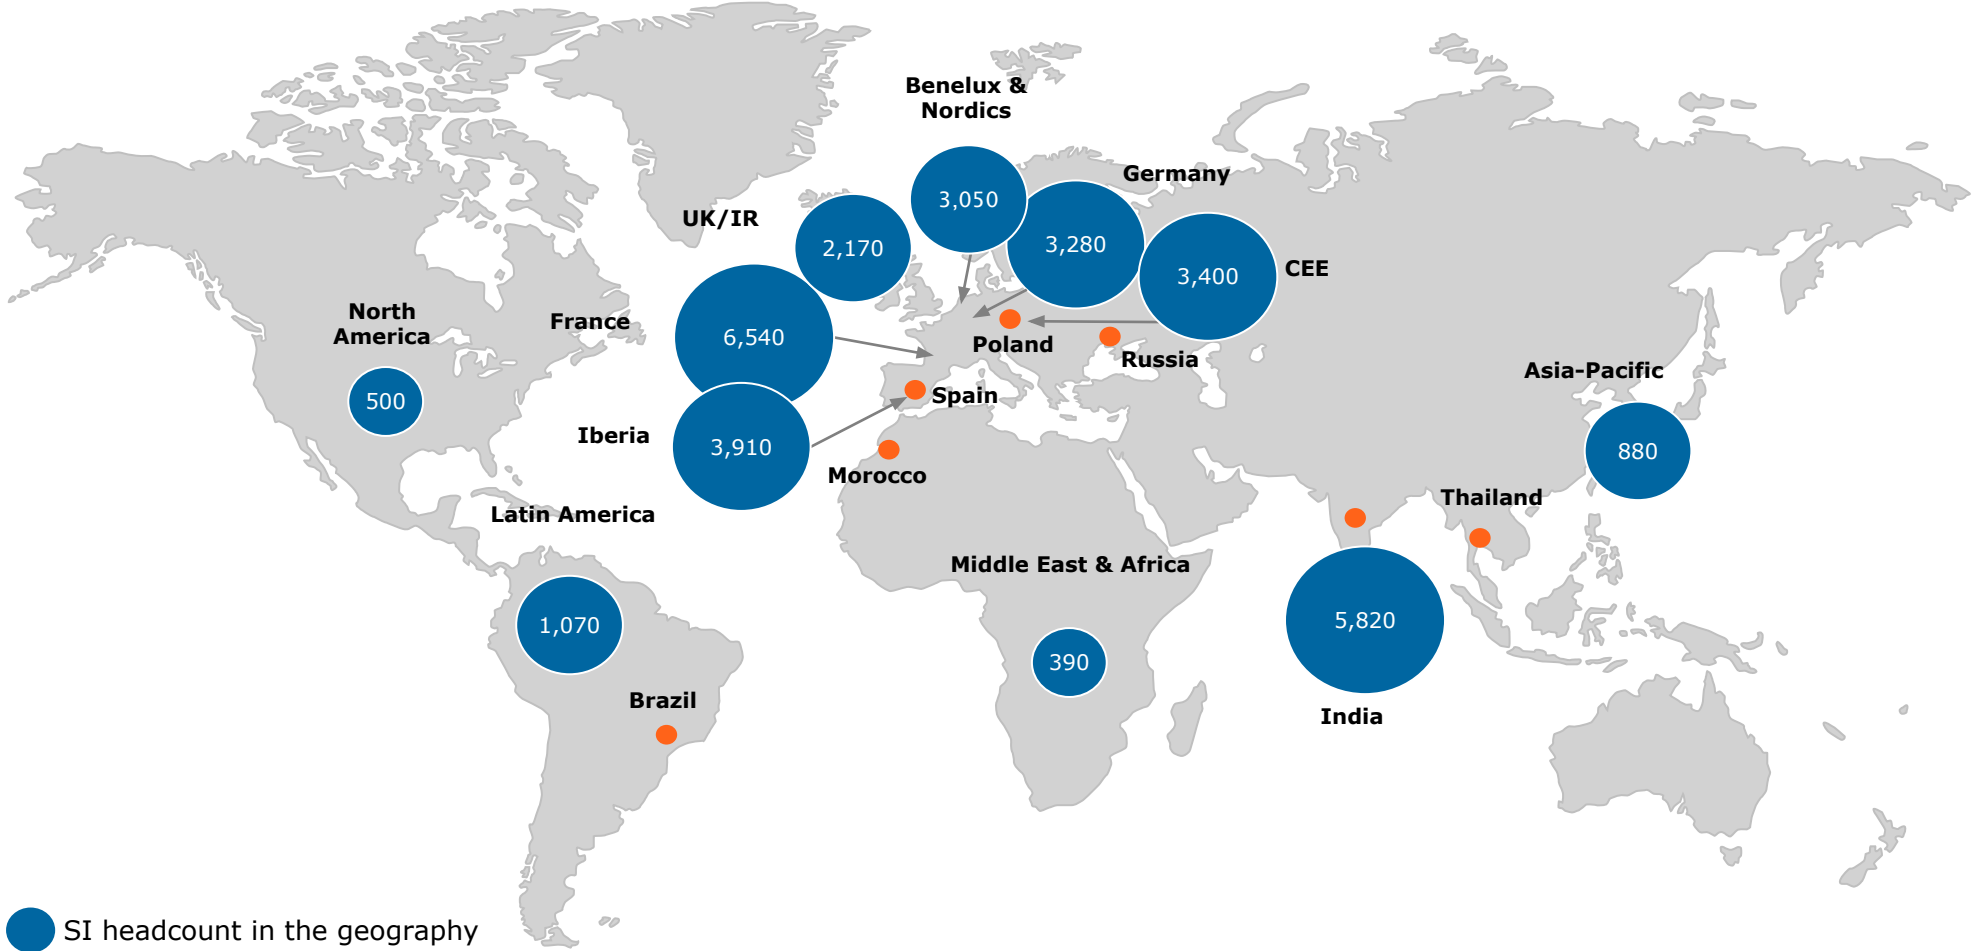 Benelux &
Nordics
3,050
Germany
3,280
UK/IR
2,170
3,400
CEE
North
America
500
France
6,540
Poland
Russia
Asia-Pacific
880
Spain
Iberia
3,910
Morocco
Latin America
1,070
Thailand
Middle East & Africa
390
5,820
India
Brazil
SI headcount in the geography